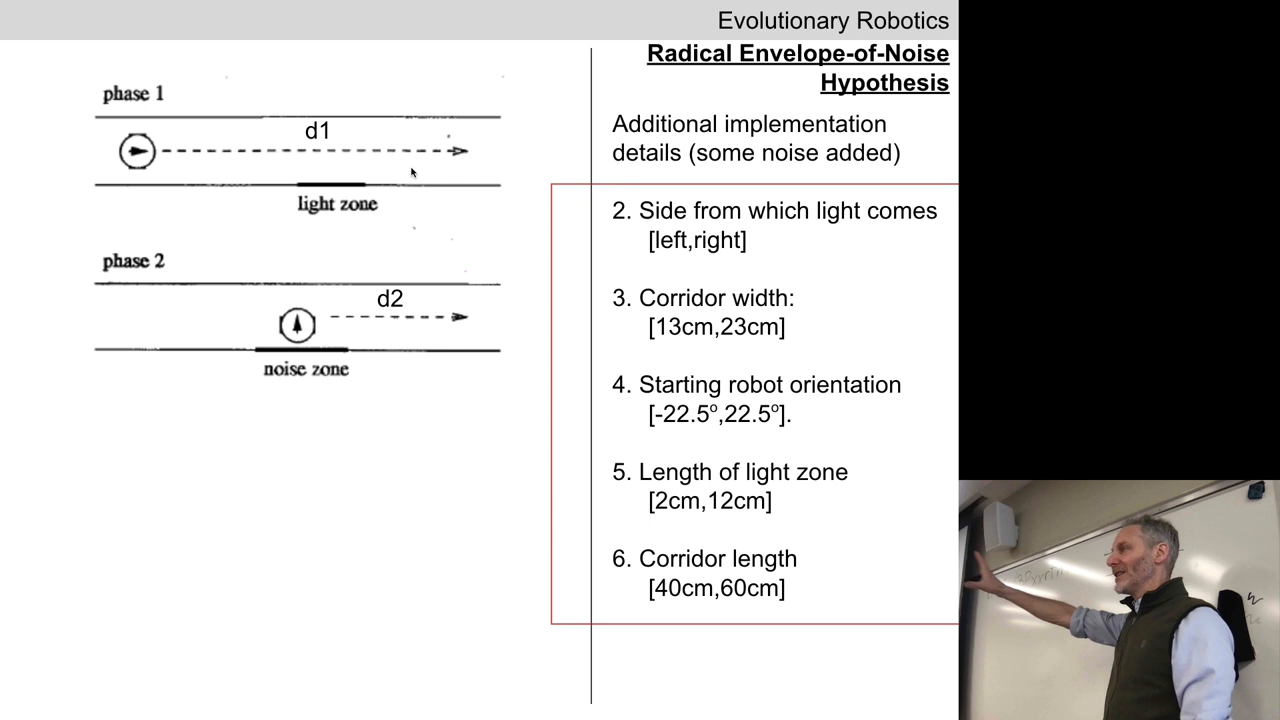 Evolutionary Robotics
Radical Envelope-of-Noise
Hypothesis
phase 1
d1
light zone
phase 2
d2
noise zone
Additional implementation
details (some noise added)
2. Side from which light comes
[left,right]
3. Corridor width:
[13cm,23cm]
4. Starting robot orientation
[-22.5º,22.5º].
5. Length of light zone
[2cm,12cm]
6. Corridor length
[40cm,60cm]